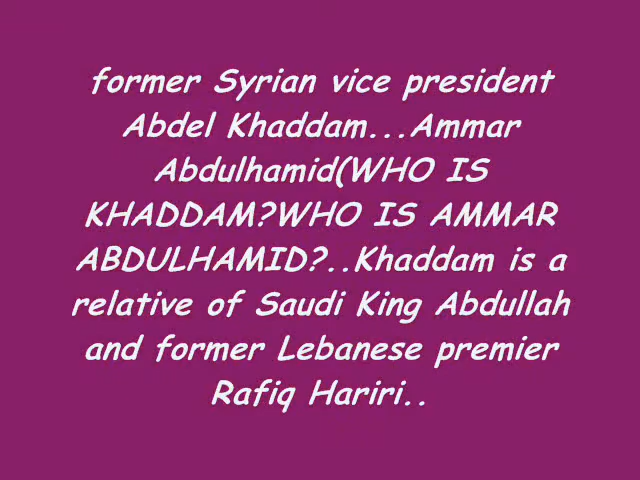 former Syrian vice president
Abdel Khaddam...Ammar
Abdulhamid(WHO IS
KHADDAM?WHO IS AMMAR
ABDULHAMID?..Khaddam is a
relative of Saudi King Abdullah
and former Lebanese premier
Rafiq Hariri..